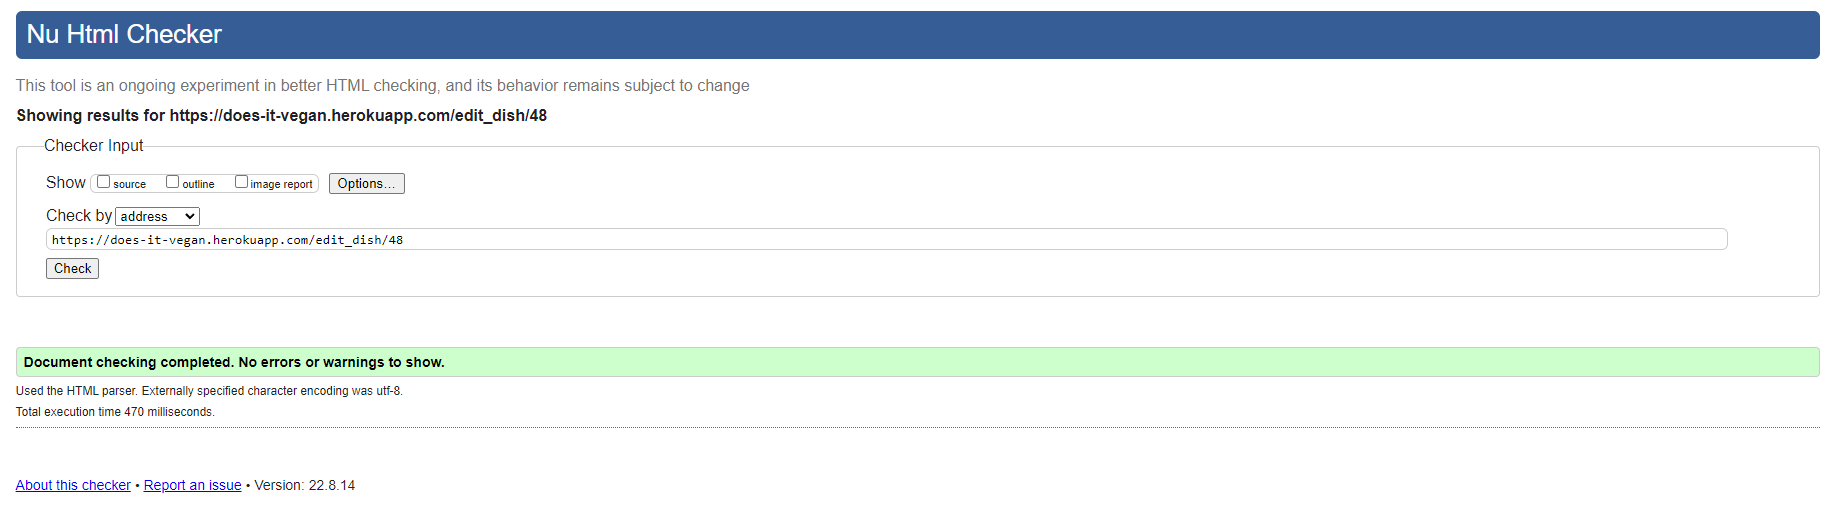 Nu Html Checker
This tool is an ongoing experiment in better HTML checking, and its behavior remains subject to change
Showing results for https://does-it-vegan.herokuapp.com/edit_dish/48
Checker Input
Show source outline image report Options...
Check by address
https://does-it-vegan.herokuapp.com/edit_dish/48
Check
Document checking completed. No errors or warnings to show.
Used the HTML parser. Externally specified character encoding was utf-8.
Total execution time 470 milliseconds.
About this checker • Report an issue • Version: 22.8.14